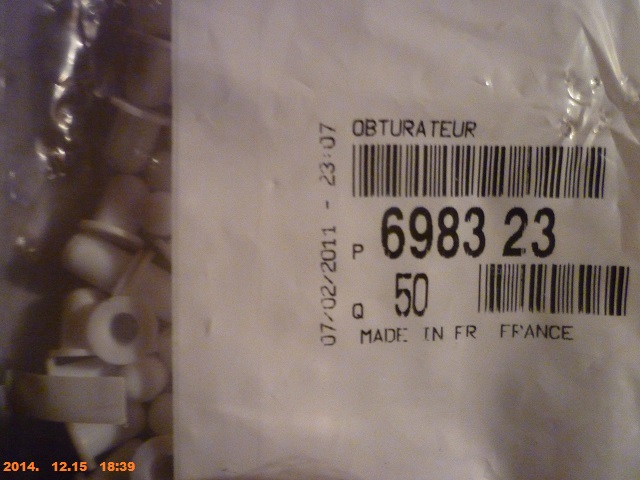 OBTURATEUR
P 6983 23
Q 50
MADE IN FR FRANCE
07/02/2011 - 23:07
2014. 12.15 18:39